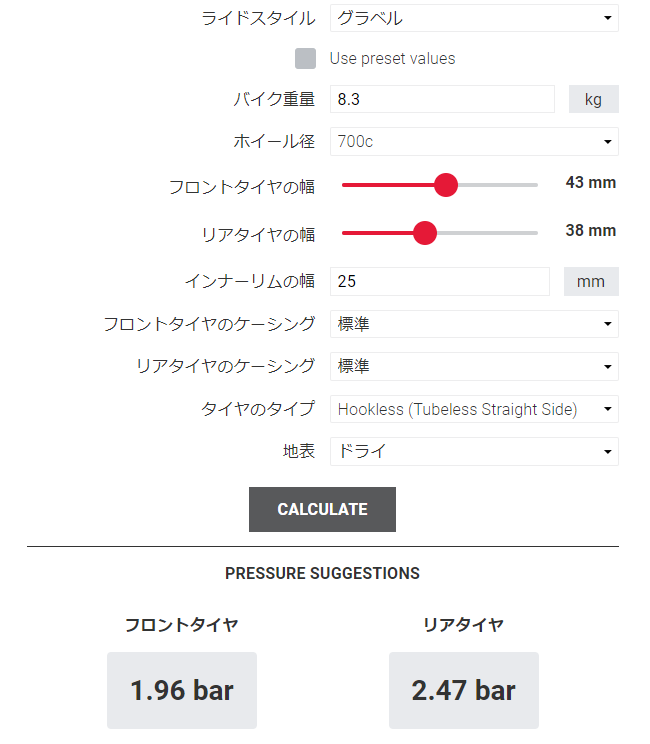 ライドスタイル グラベル
Use preset values
バイク重量 8.3 kg
ホイール径 700c
フロントタイヤの幅 43 mm
リアタイヤの幅 38 mm
インナーリムの幅 25 mm
フロントタイヤのケーシング 標準
リアタイヤのケーシング 標準
タイヤのタイプ Hookless (Tubeless Straight Side)
地表 ドライ
CALCULATE
PRESSURE SUGGESTIONS
フロントタイヤ リアタイヤ
1.96 bar 2.47 bar